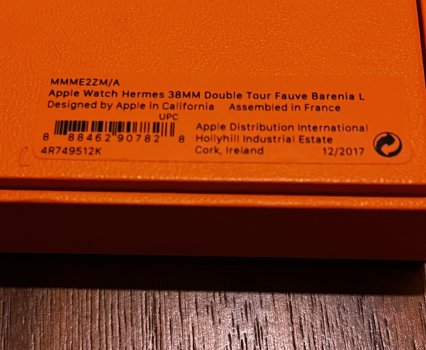 MMME2ZM/A
Apple Watch Hermes 38MM Double Tour Fauve Barenia L
Designed by Apple in California Assembled in France
UPC
8 88462 90782 8
Apple Distribution International
Hollyhill Industrial Estate
Cork, Ireland 12/2017
4R749512K